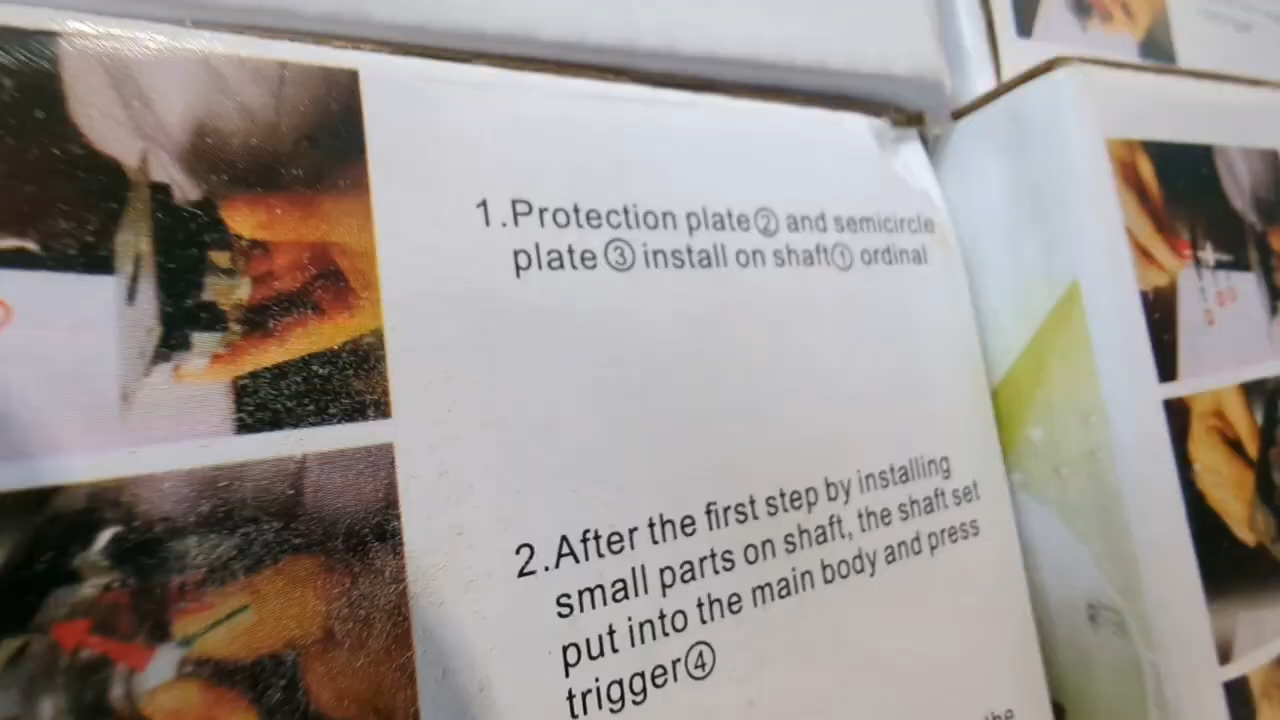 1.Protection plate② and semicircle
plate③ install on shaft① ordinal
2.After the first step by installing
small parts on shaft, the shaft set
put into the main body and press
trigger④
the